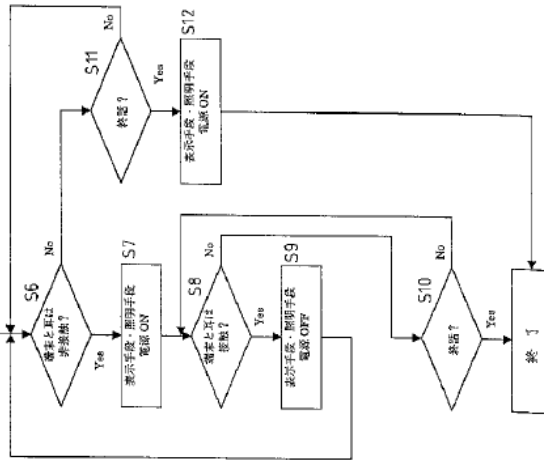 S6
端末と耳は
非接触?
No
Yes
S7
表示手段・照明手段
電源 ON
S8
端末と耳は
接触?
No
Yes
S9
表示手段・照明手段
電源 OFF
S10
終話?
No
Yes
終 了
S11
終話?
No
Yes
S12
表示手段・照明手段
電源 ON